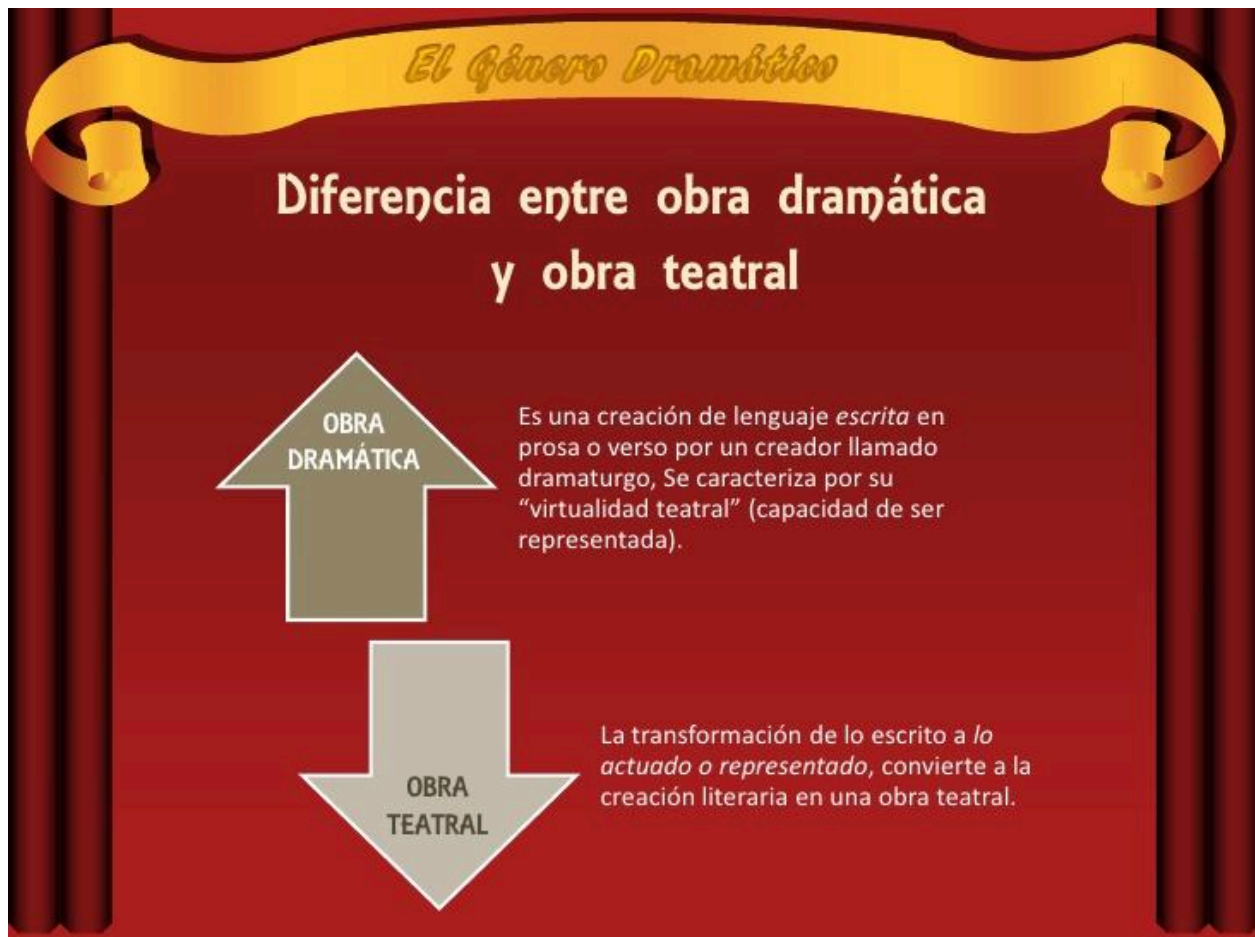 El Género Dramático
Diferencia entre obra dramática
y obra teatral
OBRA
DRAMÁTICA
Es una creación de lenguaje escrita en
prosa o verso por un creador llamado
dramaturgo, Se caracteriza por su
“virtualidad teatral” (capacidad de ser
representada).
OBRA
TEATRAL
La transformación de lo escrito a lo
actuado o representado, convierte a la
creación literaria en una obra teatral.